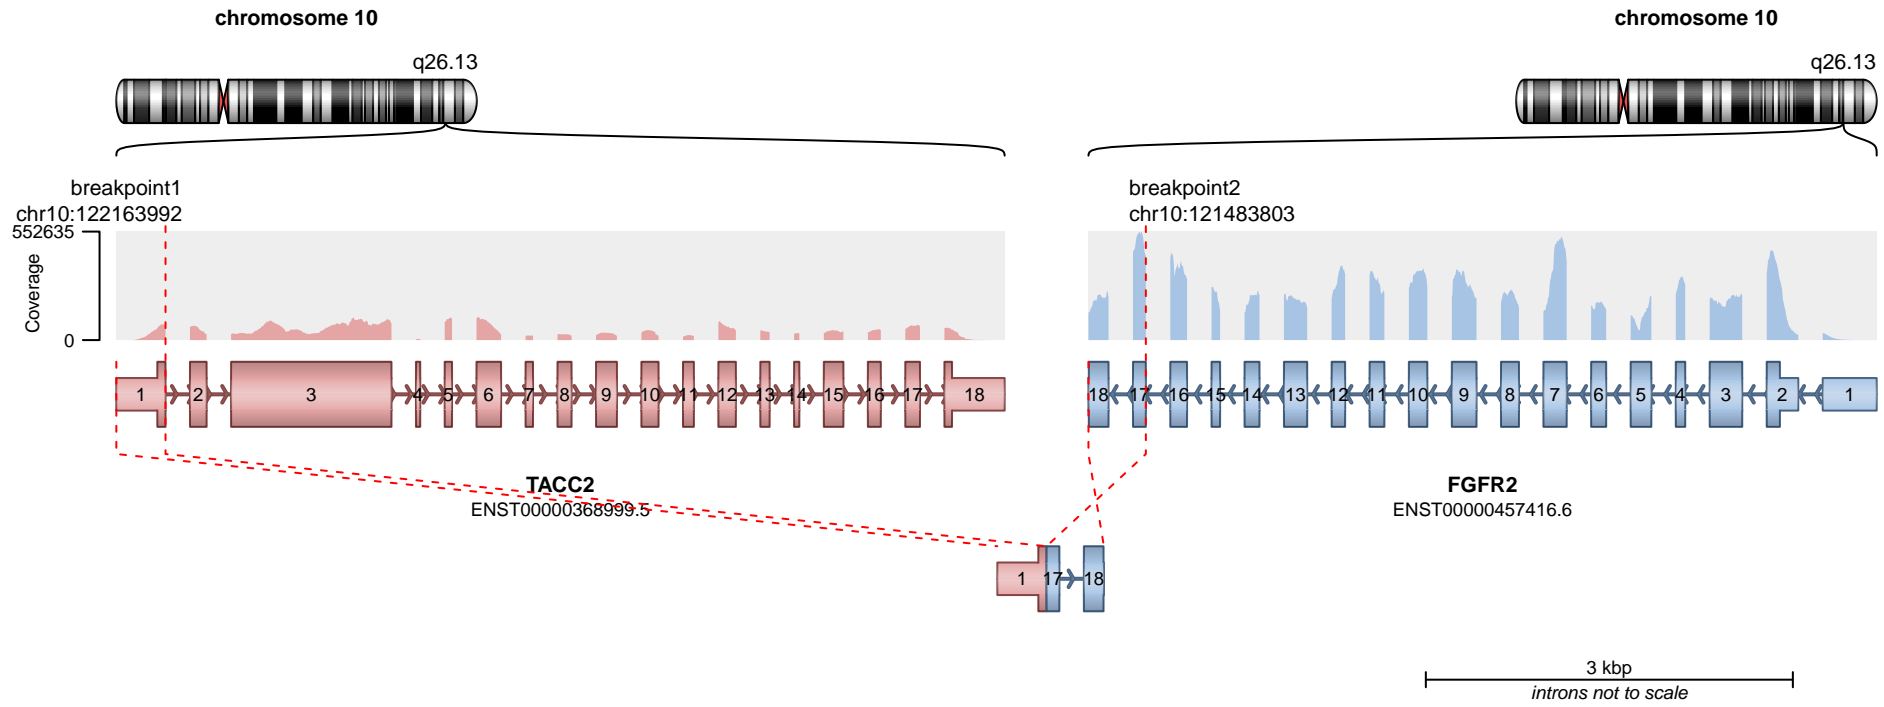 chromosome 10
chromosome 10
q26.13
q26.13
breakpoint1
chr10:122163992
breakpoint2
chr10:121483803
552635
Coverage
0
1 2 3 4 5 6 7 8 9 10 11 12 13 14 15 16 17 18
18 17 16 15 14 13 12 11 10 9 8 7 6 5 4 3 2 1
TACC2
ENST00000368999.5
FGFR2
ENST00000457416.6
1 17 18
3 kbp
introns not to scale